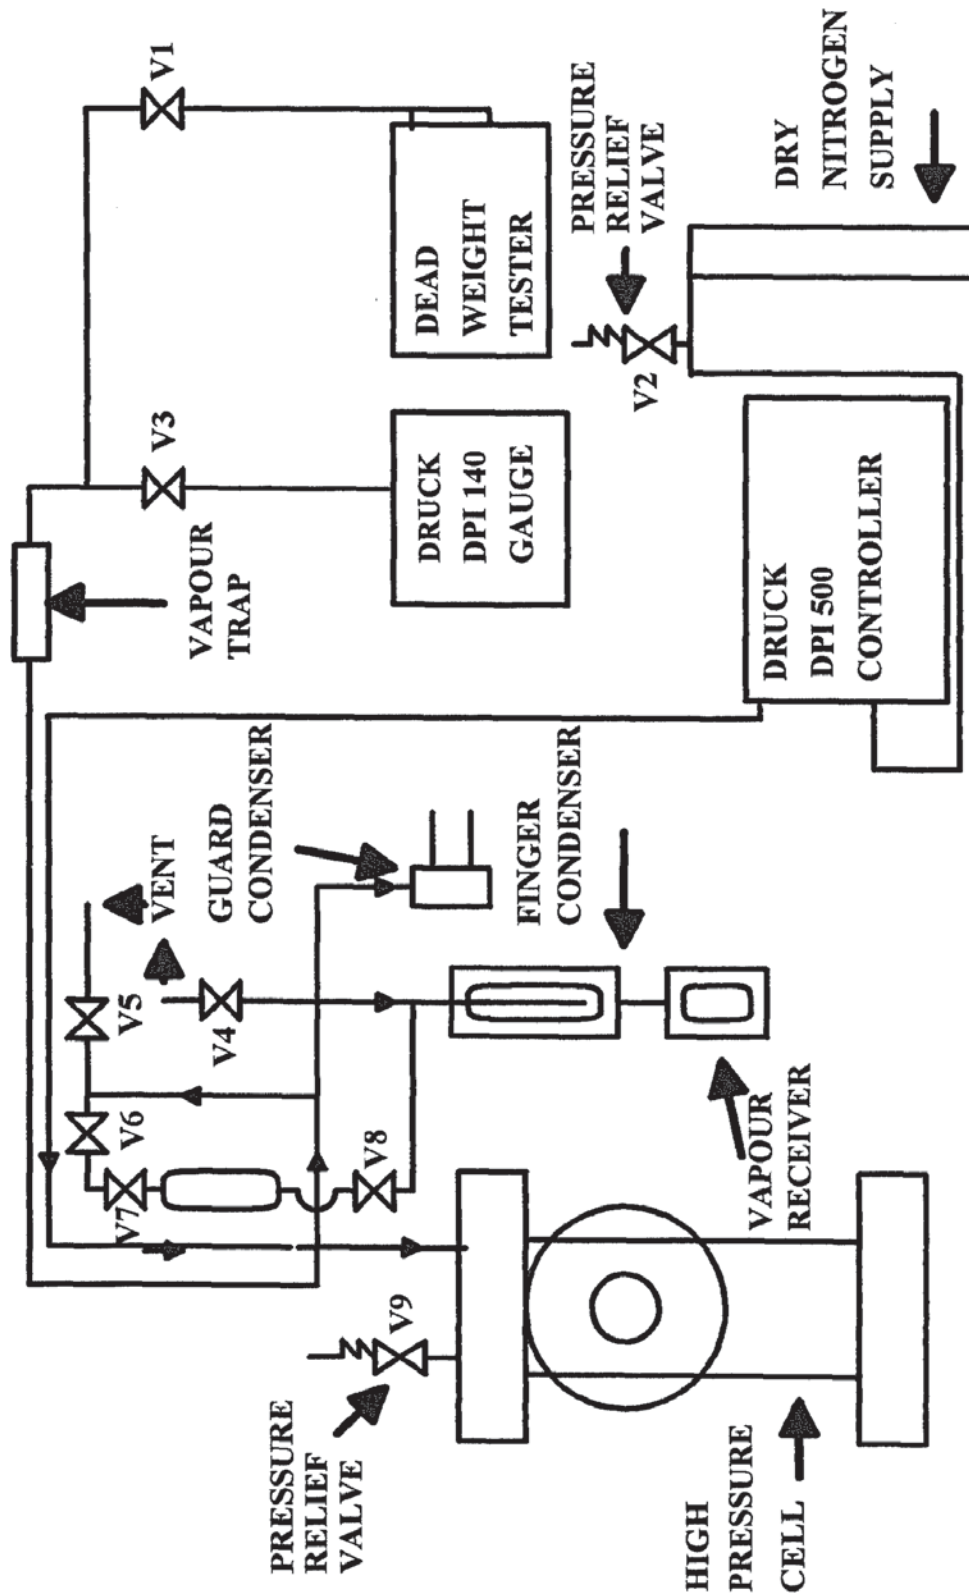 PRESSURE
RELIEF
VALVE
V9
HIGH
PRESSURE
CELL
V7
V6
V5
VENT
V8
V4
GUARD
CONDENSER
FINGER
CONDENSER
VAPOUR
RECEIVER
VAPOUR
TRAP
V3
V1
DRUCK
DPI 140
GAUGE
DEAD
WEIGHT
TESTER
PRESSURE
RELIEF
VALVE
V2
DRUCK
DPI 500
CONTROLLER
DRY
NITROGEN
SUPPLY